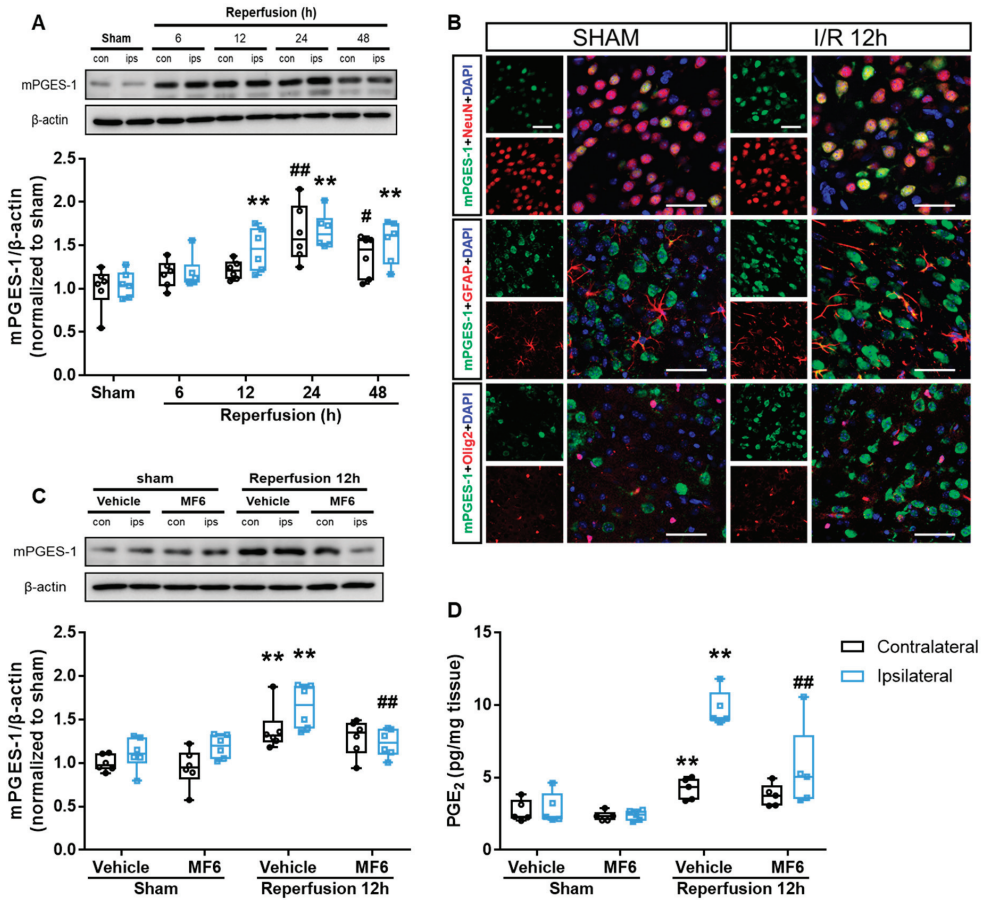 A
Reperfusion (h)
Sham 6 12 24 48
con ips con ips con ips con ips con ips
mPGES-1
β-actin
mPGES-1/β-actin
(normalized to sham)
2.5
2.0
1.5
1.0
0.5
0.0
** ## ** # **
Sham 6 12 24 48
Reperfusion (h)
B
SHAM I/R 12h
mPGES-1+NeuN+DAPI
mPGES-1+GFAP+DAPI
mPGES-1+Olig2+DAPI
C
sham Reperfusion 12h
Vehicle MF6 Vehicle MF6
con ips con ips con ips con ips
mPGES-1
β-actin
mPGES-1/β-actin
(normalized to sham)
2.5
2.0
1.5
1.0
0.5
0.0
** ** ##
Vehicle MF6 Vehicle MF6
Sham Reperfusion 12h
D
PGE₂ (pg/mg tissue)
15
10
5
0
** ** ##
Vehicle MF6 Vehicle MF6
Sham Reperfusion 12h
Contralateral
Ipsilateral